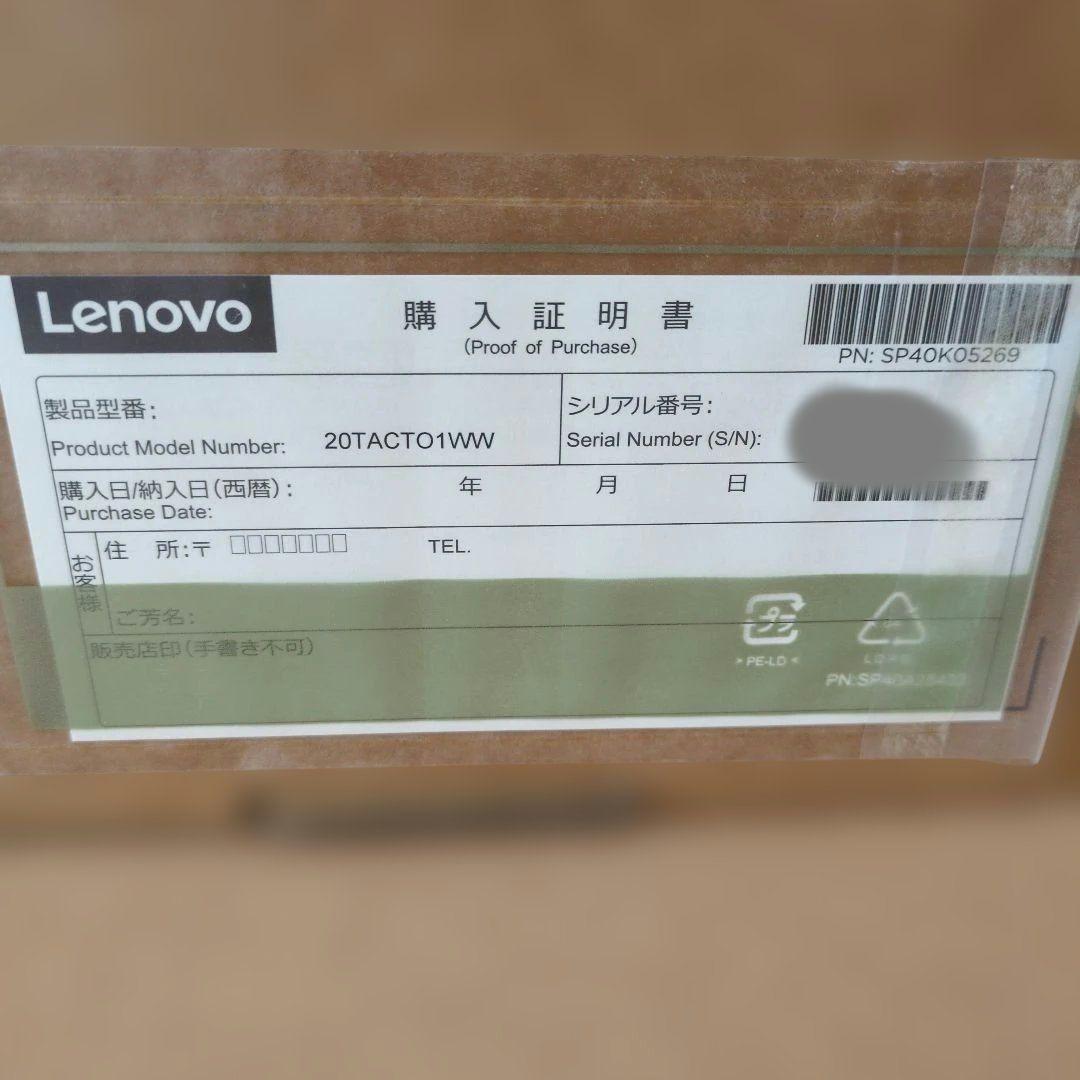 Lenovo
購入証明書
(Proof of Purchase)
PN: SP40K05269
製品型番:
Product Model Number: 20TACTO1WW
シリアル番号:
Serial Number (S/N):
購入日/納入日(西暦): 年 月 日
Purchase Date:
お客様
住 所:〒 □□□□□□□ TEL.
ご芳名:
販売店印(手書き不可)
プラ
>PE-LD<